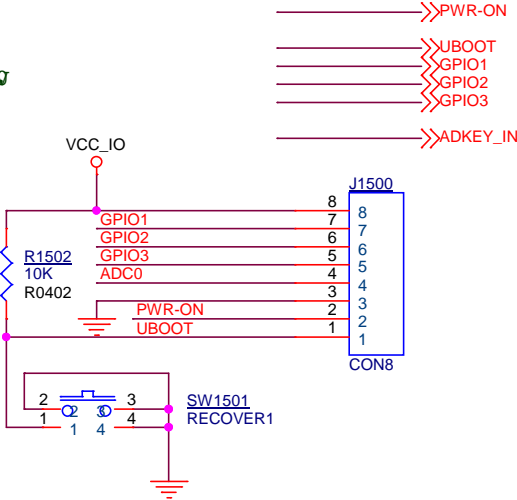 PWR-ON
UBOOT
GPIO1
GPIO2
GPIO3
ADKEY_IN
VCC_IO
J1500
8 8
GPIO1 7 7
GPIO2 6 6
GPIO3 5 5
ADC0 4 4
3 3
PWR-ON 2 2
UBOOT 1 1
CON8
R1502
10K
R0402
2 2 3 3
1 1 4 4
SW1501
RECOVER1